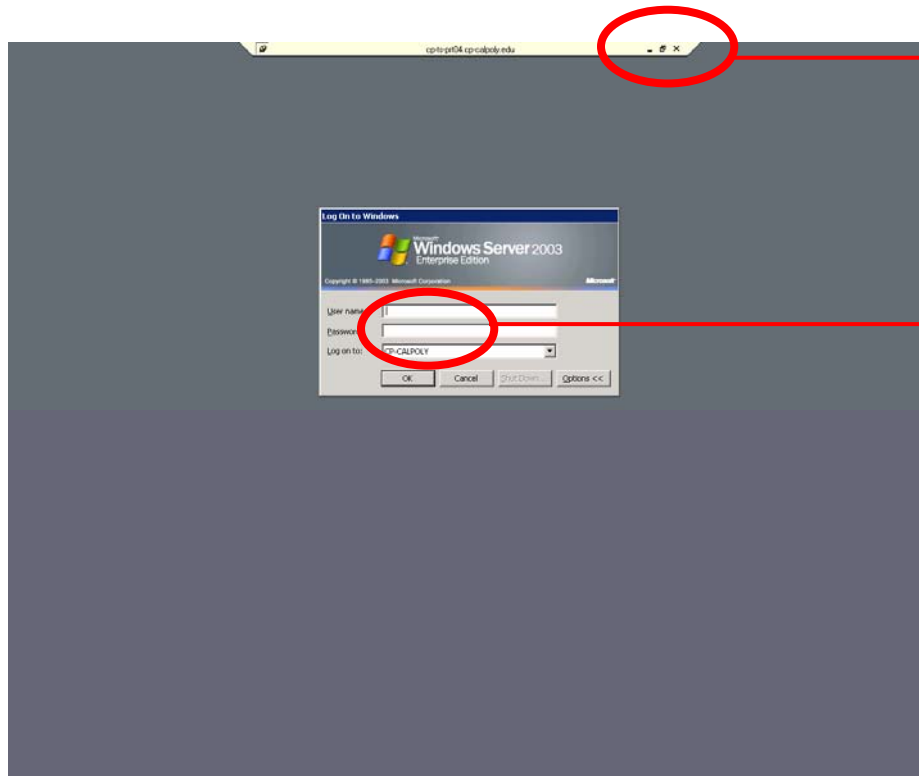 cp-ts-prt04.cp-calpoly.edu
Log On to Windows
Microsoft
Windows Server 2003
Enterprise Edition
Copyright © 1985-2003 Microsoft Corporation
Microsoft
User name:
Password:
Log on to: CP-CALPOLY
OK Cancel Shut Down... Options <<